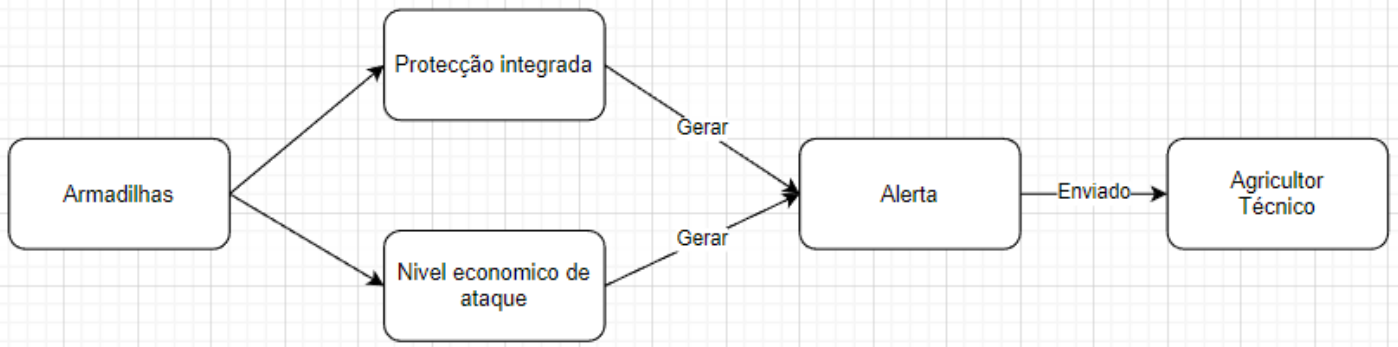 Protecção integrada
Gerar
Armadilhas
Alerta
Enviado
Agricultor
Técnico
Gerar
Nivel economico de
ataque